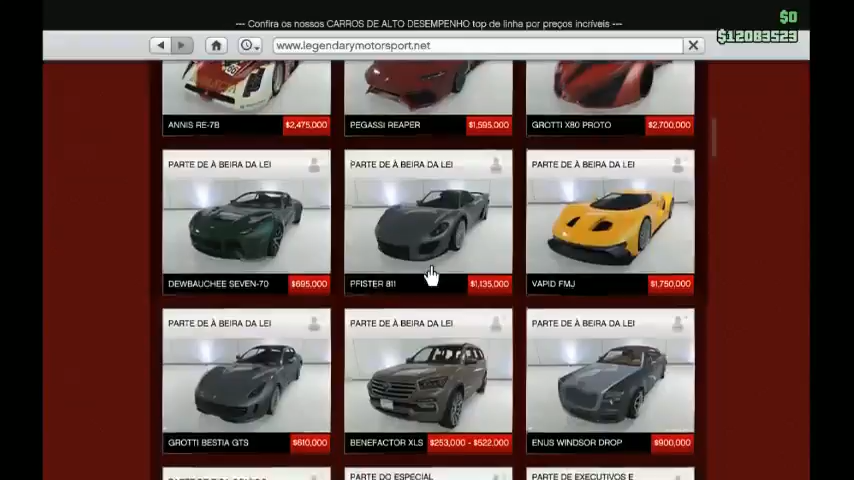 --- Confira os nossos CARROS DE ALTO DESEMPENHO top de linha por preços incríveis ---
$0
$12083523
www.legendarymotorsport.net
ANNIS RE-7B $2,475,000
PEGASSI REAPER $1,595,000
GROTTI X80 PROTO $2,700,000
PARTE DE À BEIRA DA LEI
PARTE DE À BEIRA DA LEI
PARTE DE À BEIRA DA LEI
DEWBAUCHEE SEVEN-70 $695,000
PFISTER 811 $1,135,000
VAPID FMJ $1,750,000
PARTE DE À BEIRA DA LEI
PARTE DE À BEIRA DA LEI
PARTE DE À BEIRA DA LEI
GROTTI BESTIA GTS $610,000
BENEFACTOR XLS $253,000 - $522,000
ENUS WINDSOR DROP $900,000
PARTE DO ESPECIAL
PARTE DE EXECUTIVOS E